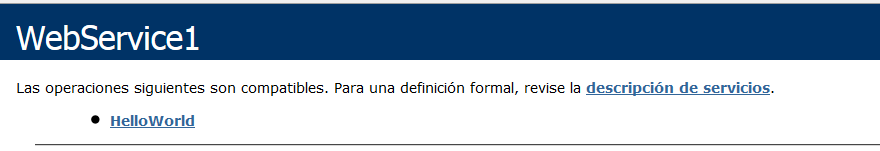 WebService1
Las operaciones siguientes son compatibles. Para una definición formal, revise la descripción de servicios.
HelloWorld